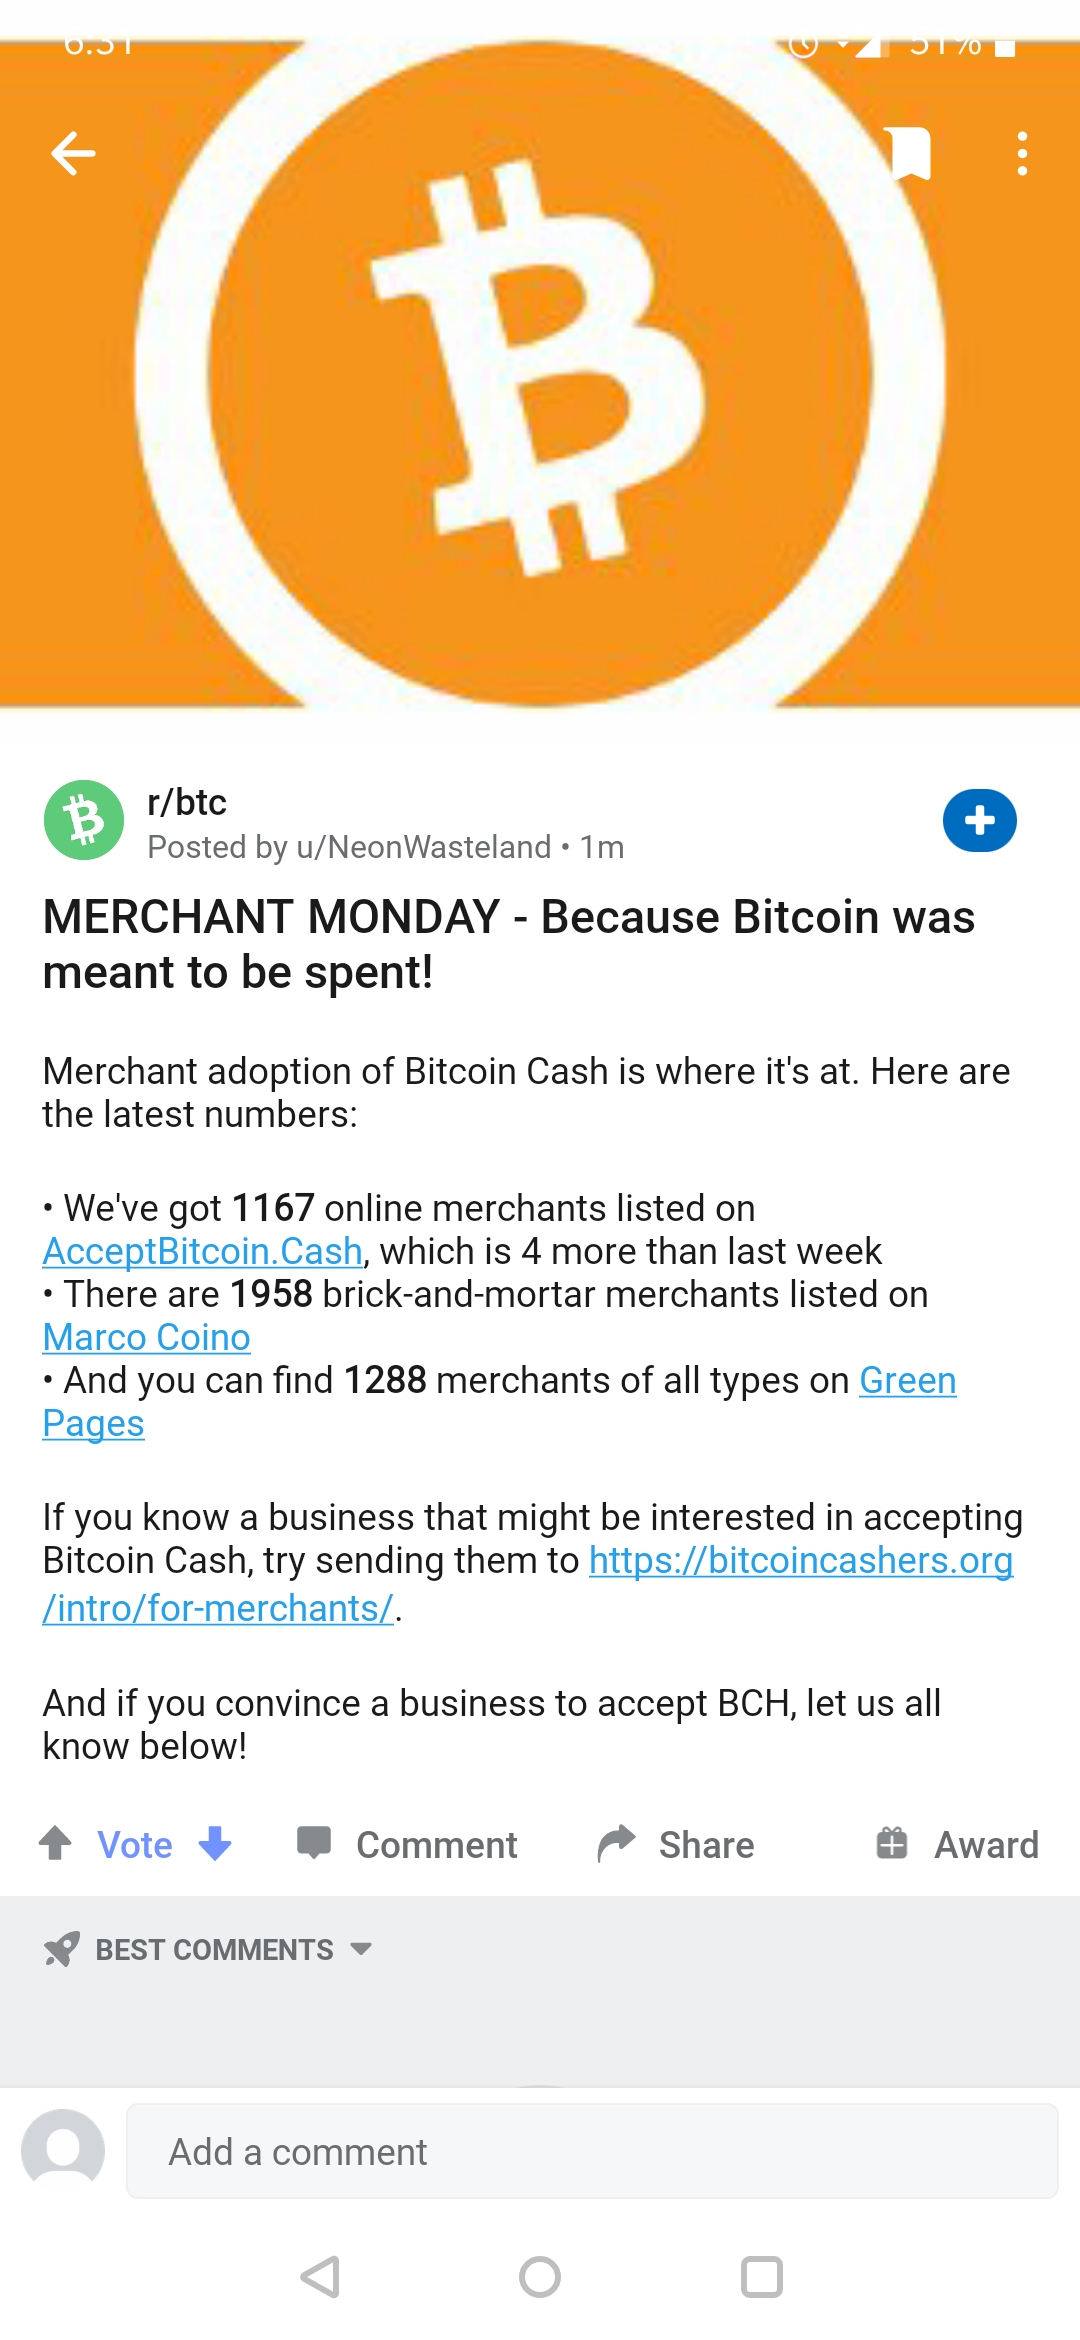 6:31
51%
r/btc
Posted by u/NeonWasteland • 1m
MERCHANT MONDAY - Because Bitcoin was
meant to be spent!
Merchant adoption of Bitcoin Cash is where it's at. Here are
the latest numbers:
• We've got 1167 online merchants listed on
AcceptBitcoin.Cash, which is 4 more than last week
• There are 1958 brick-and-mortar merchants listed on
Marco Coino
• And you can find 1288 merchants of all types on Green
Pages
If you know a business that might be interested in accepting
Bitcoin Cash, try sending them to https://bitcoincashers.org
/intro/for-merchants/.
And if you convince a business to accept BCH, let us all
know below!
Vote Comment Share Award
BEST COMMENTS
Add a comment